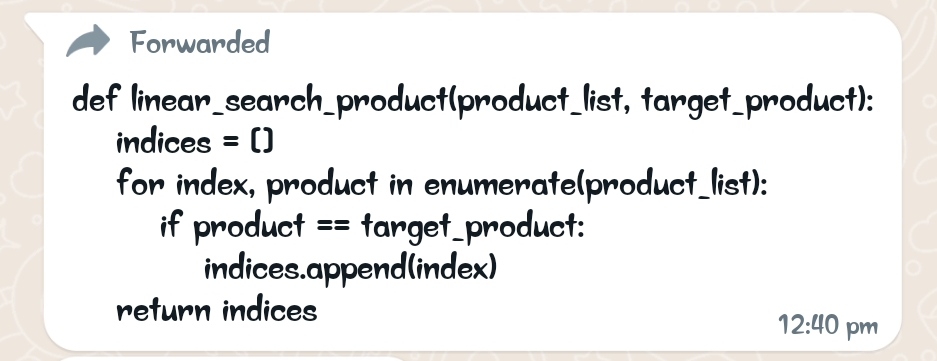 Forwarded
def linear_search_product(product_list, target_product):
    indices = []
    for index, product in enumerate(product_list):
        if product == target_product:
            indices.append(index)
    return indices
12:40 pm